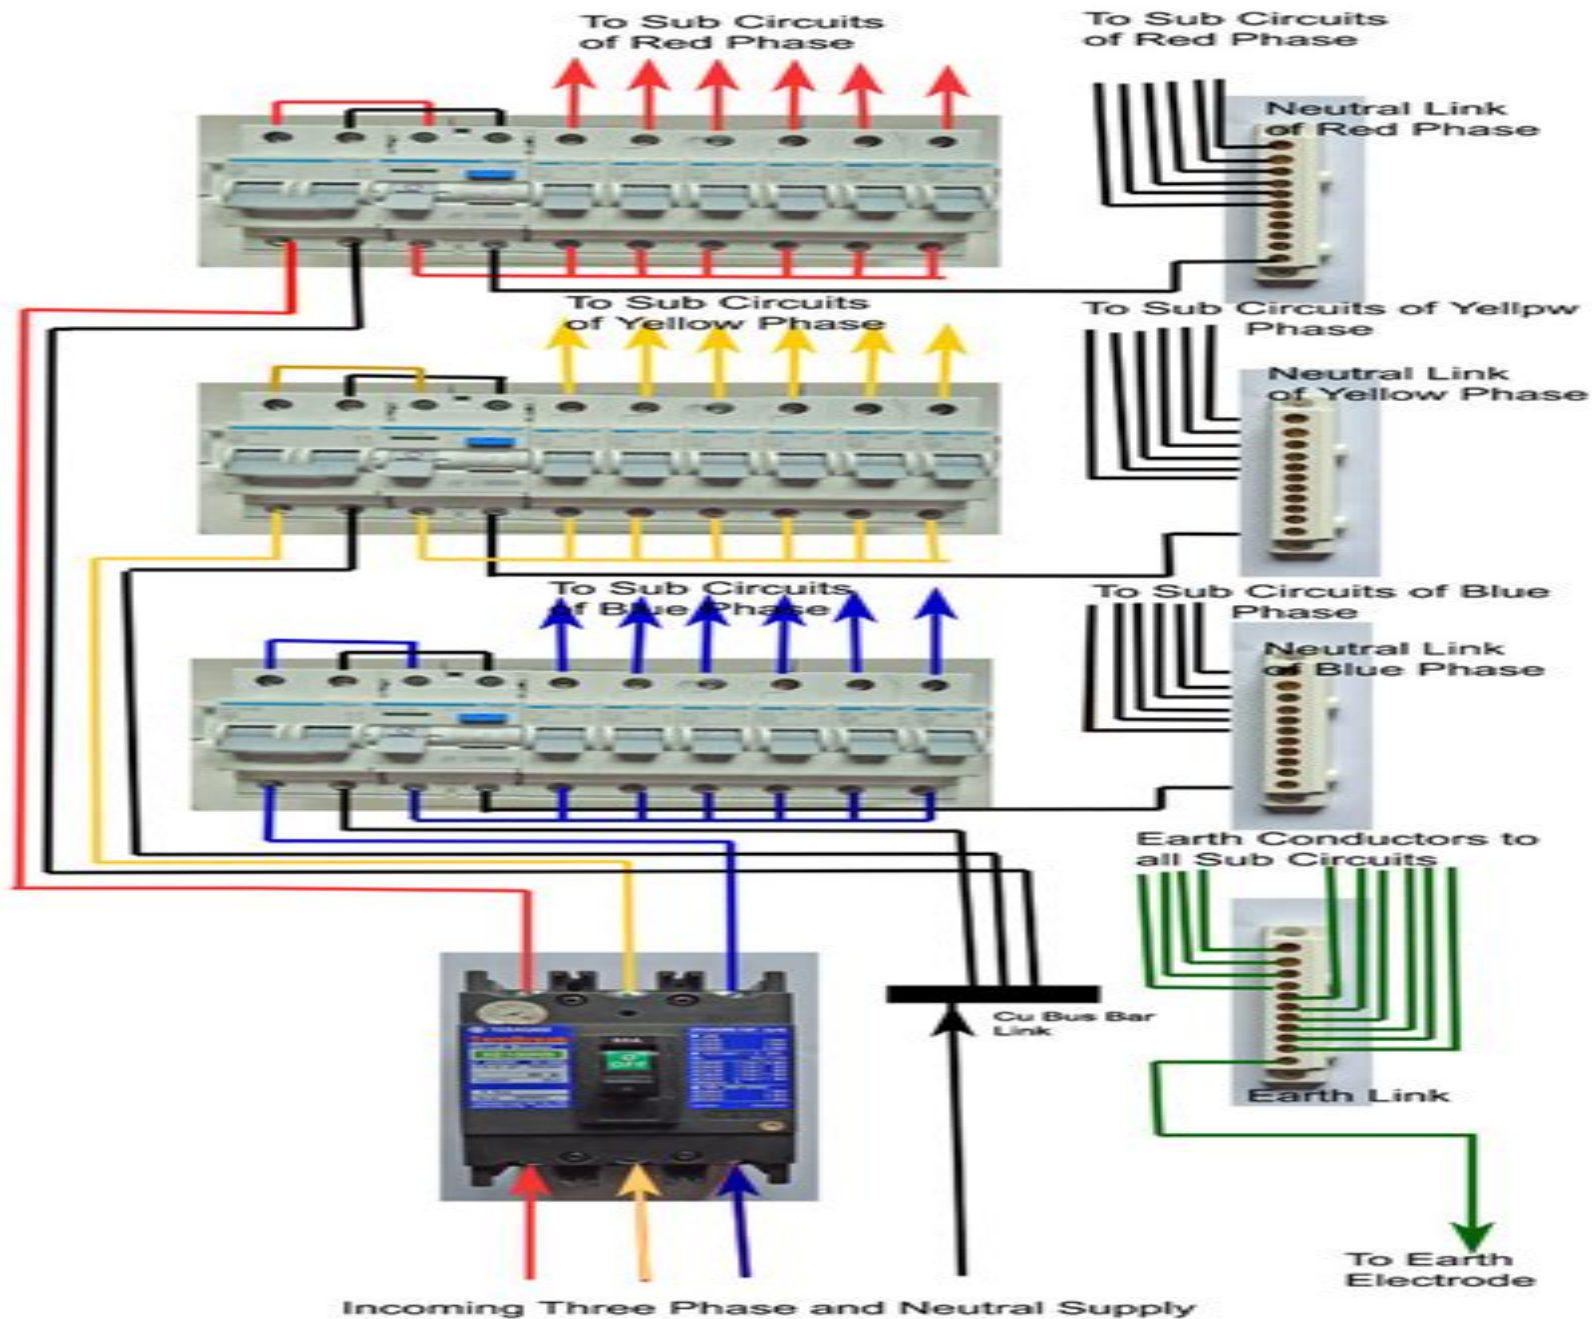 To Sub Circuits
of Red Phase
To Sub Circuits
of Red Phase
Neutral Link
of Red Phase
To Sub Circuits
of Yellow Phase
To Sub Circuits of Yellpw
Phase
Neutral Link
of Yellow Phase
To Sub Circuits
of Blue Phase
To Sub Circuits of Blue
Phase
Neutral Link
of Blue Phase
Earth Conductors to
all Sub Circuits
OFF
Cu Bus Bar
Link
Earth Link
To Earth
Electrode
Incoming Three Phase and Neutral Supply